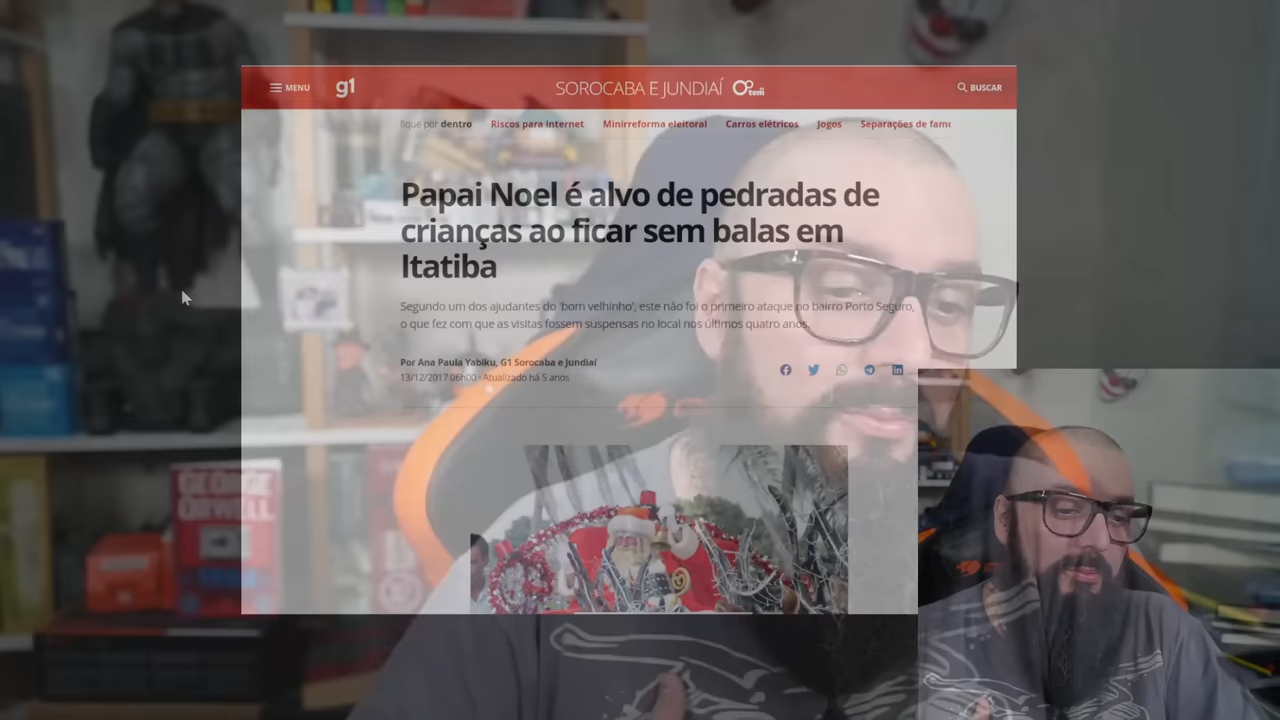 MENU
g1
SOROCABA E JUNDIAÍ
tem
BUSCAR
fique por dentro
Riscos para internet
Minirreforma eleitoral
Carros elétricos
Jogos
Papai Noel é alvo de pedradas de
crianças ao ficar sem balas em
Itatiba
Segundo um dos ajudantes do 'bom velhinho', este não foi o primeiro ataque no bairro Porto Seguro,
o que fez com que as visitas fossem suspensas no local nos últimos quatro anos.
Por Ana Paula Yabiku, G1 Sorocaba e Jundiaí
13/12/2017 06h00 · Atualizado há 5 anos
GEORGE
ORWELL